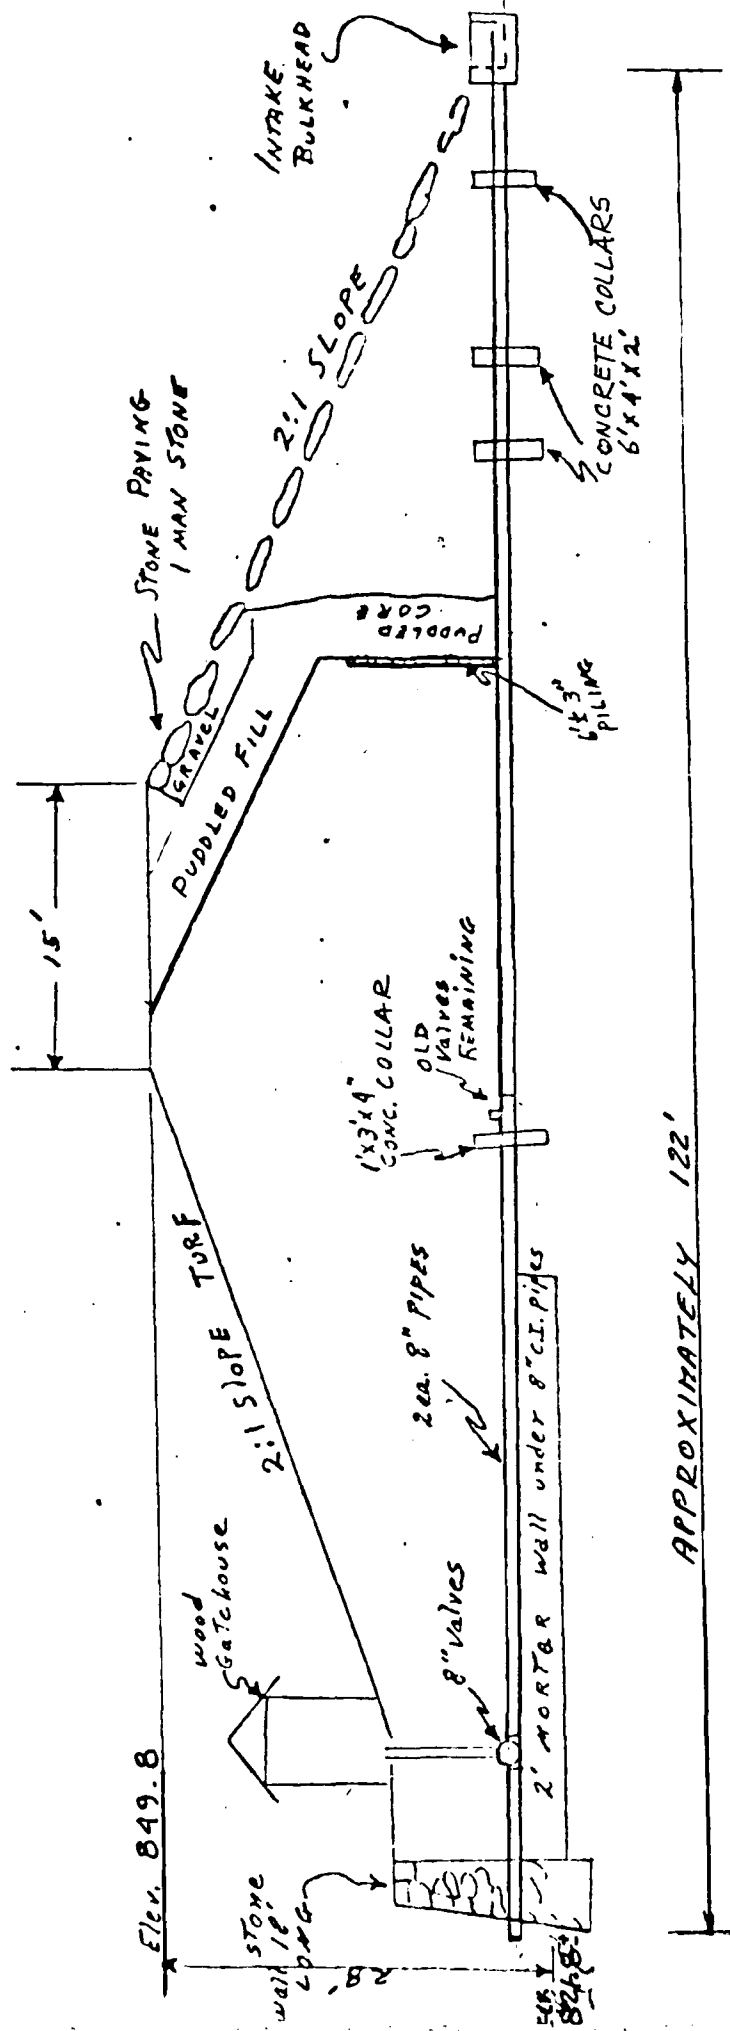 INTAKE
BULKHEAD
STONE PAVING
1 MAN STONE
2:1 SLOPE
15'
GRAVEL
PUDDLED FILL
PUDDLED
CORE
CONCRETE COLLARS
6'x4'x2'
PILING
1'x3'x4"
CONC. COLLAR
OLD
Valves
REMAINING
2:1 SLOPE TURF
2 ea. 8" PIPES
Wood
GaTehouse
8" Valves
2' MORTAR Wall under 8" C.I. Pipes
Elev. 849.8
STONE
Wall 18'
LONG
28'
APPROXIMATELY 122'